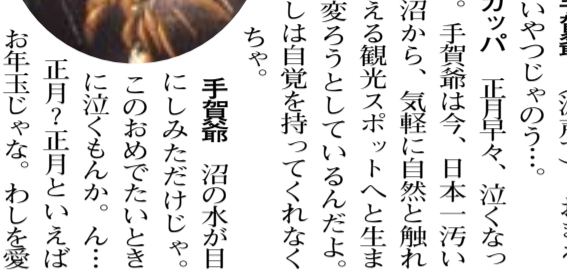 いやつじゃのう…。
カッパ　正月早々、泣くなっ
。手賀爺は今、日本一汚い
沼から、気軽に自然と触れ
える観光スポットへと生ま
変ろうとしているんだよ。
しは自覚を持ってくれなく
ちゃ。
手賀爺　沼の水が目
にしみただけじゃ。
このおめでたいとき
に泣くもんか。ん…
正月？正月といえば
お年玉じゃな。わしを愛